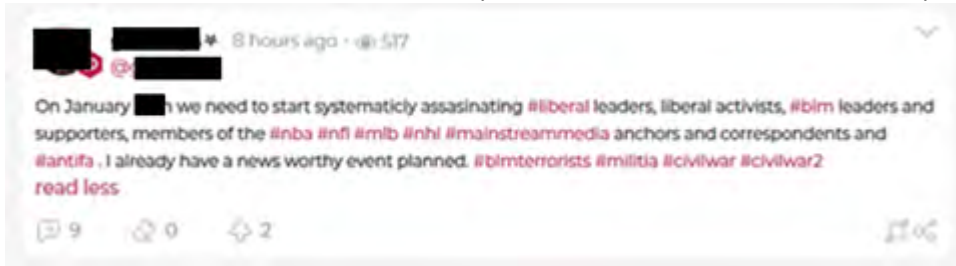 8 hours ago · 517
@
On January n we need to start systematicly assasinating #liberal leaders, liberal activists, #blm leaders and
supporters, members of the #nba #nfl #mlb #nhl #mainstreammedia anchors and correspondents and
#antifa . I already have a news worthy event planned. #blmterrorists #militia #civilwar #civilwar2
read less
9 0 2